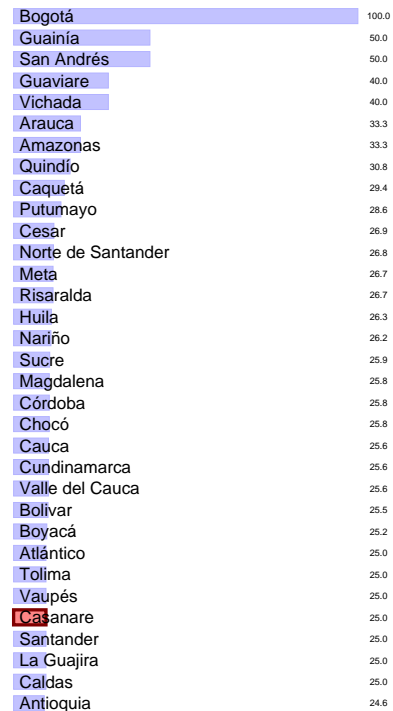 Bogotá 100.0
Guainía 50.0
San Andrés 50.0
Guaviare 40.0
Vichada 40.0
Arauca 33.3
Amazonas 33.3
Quindío 30.8
Caquetá 29.4
Putumayo 28.6
Cesar 26.9
Norte de Santander 26.8
Meta 26.7
Risaralda 26.7
Huila 26.3
Nariño 26.2
Sucre 25.9
Magdalena 25.8
Córdoba 25.8
Chocó 25.8
Cauca 25.6
Cundinamarca 25.6
Valle del Cauca 25.6
Bolivar 25.5
Boyacá 25.2
Atlántico 25.0
Tolima 25.0
Vaupés 25.0
Casanare 25.0
Santander 25.0
La Guajira 25.0
Caldas 25.0
Antioquia 24.6